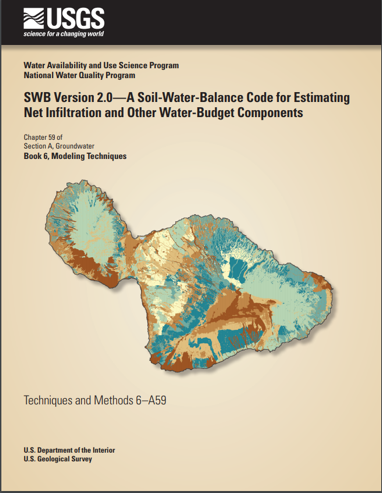 USGS
science for a changing world
Water Availability and Use Science Program
National Water Quality Program
SWB Version 2.0—A Soil-Water-Balance Code for Estimating
Net Infiltration and Other Water-Budget Components
Chapter 59 of
Section A, Groundwater
Book 6, Modeling Techniques
Techniques and Methods 6–A59
U.S. Department of the Interior
U.S. Geological Survey